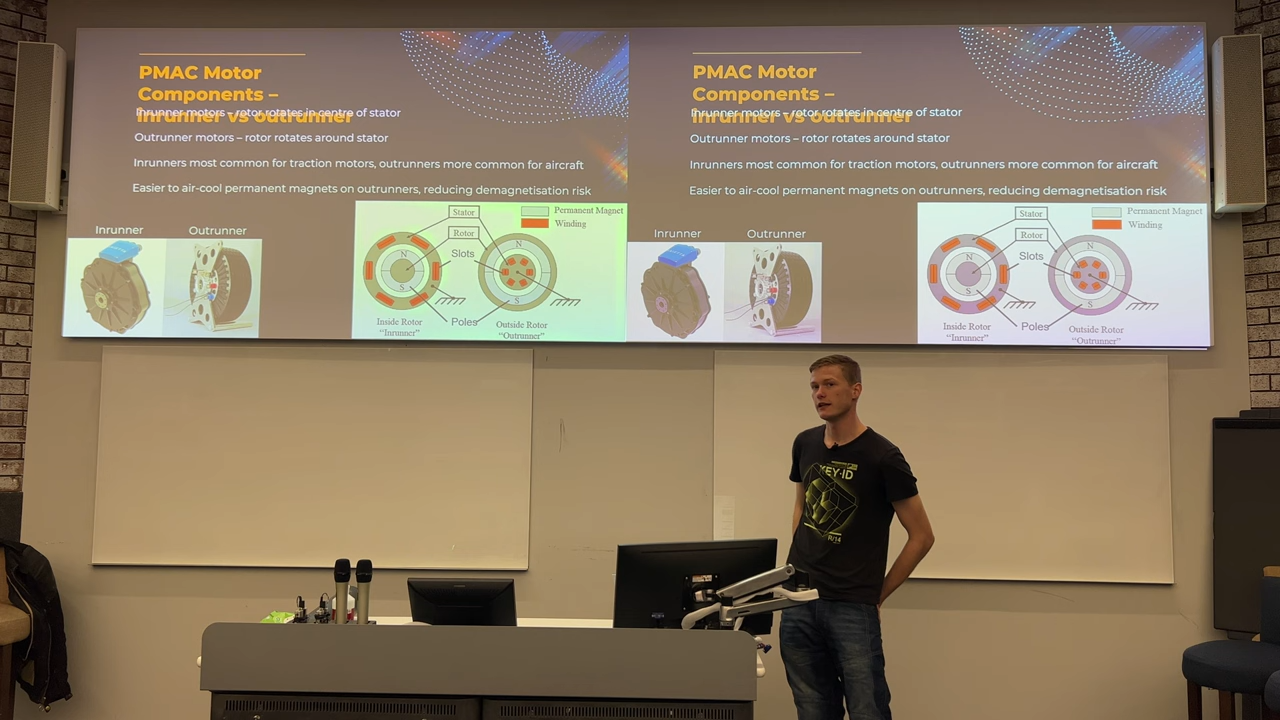 PMAC Motor
Components –
Inrunner vs outrunner
Inrunner motors – rotor rotates in centre of stator
Outrunner motors – rotor rotates around stator
Inrunners most common for traction motors, outrunners more common for aircraft
Easier to air-cool permanent magnets on outrunners, reducing demagnetisation risk
Inrunner
Outrunner
Stator
Rotor
Slots
Poles
Permanent Magnet
Winding
N
S
N
S
Inside Rotor
"Inrunner"
Outside Rotor
"Outrunner"
PMAC Motor
Components –
Inrunner vs outrunner
Inrunner motors – rotor rotates in centre of stator
Outrunner motors – rotor rotates around stator
Inrunners most common for traction motors, outrunners more common for aircraft
Easier to air-cool permanent magnets on outrunners, reducing demagnetisation risk
Inrunner
Outrunner
Stator
Rotor
Slots
Poles
Permanent Magnet
Winding
N
S
N
S
Inside Rotor
"Inrunner"
Outside Rotor
"Outrunner"
KEY-ID
R/14